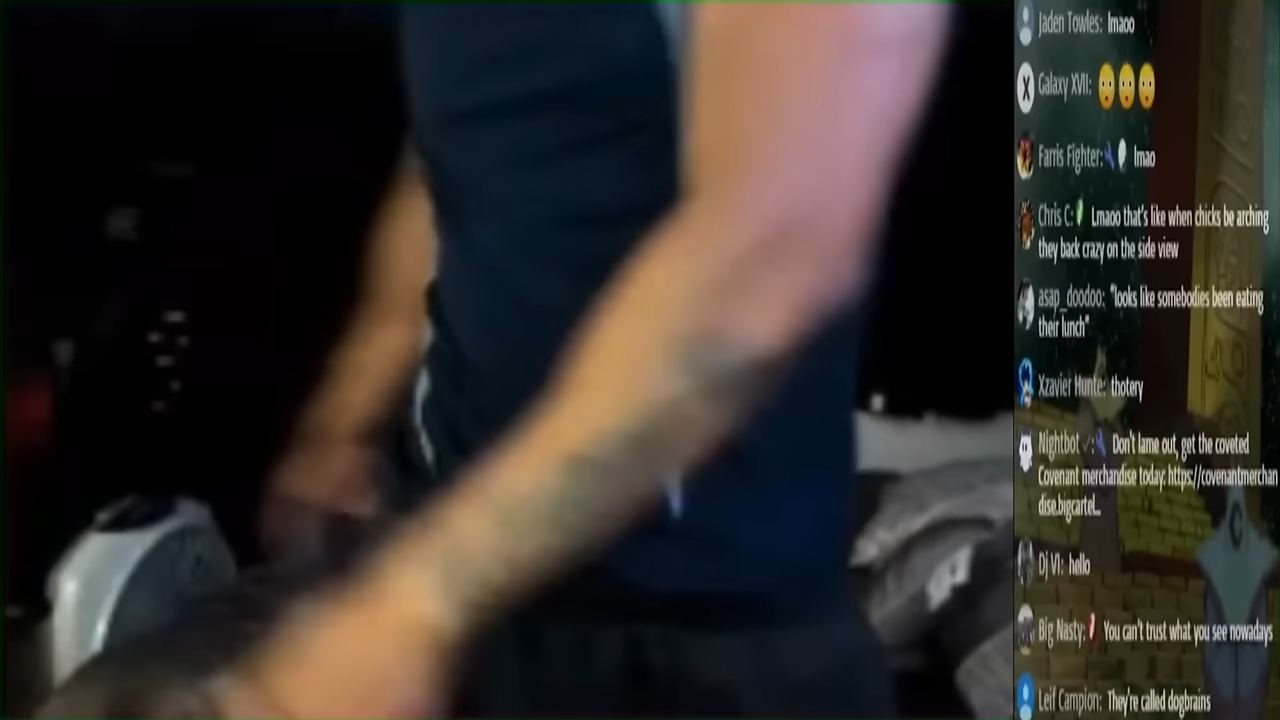 Jaden Towles: lmaoo
Galaxy XVII: 😳😳😳
Farris Fighter: lmao
Chris C: Lmaoo that's like when chicks be arching
they back crazy on the side view
asap_doodoo: "looks like somebodies been eating
their lunch"
Xzavier Hunte: thotery
Nightbot ✓: Don't lame out, get the coveted
Covenant merchandise today: https://covenantmerchan
dise.bigcartel...
Dj VI: hello
Big Nasty: You can't trust what you see nowadays
Leif Campion: They're called dogbrains